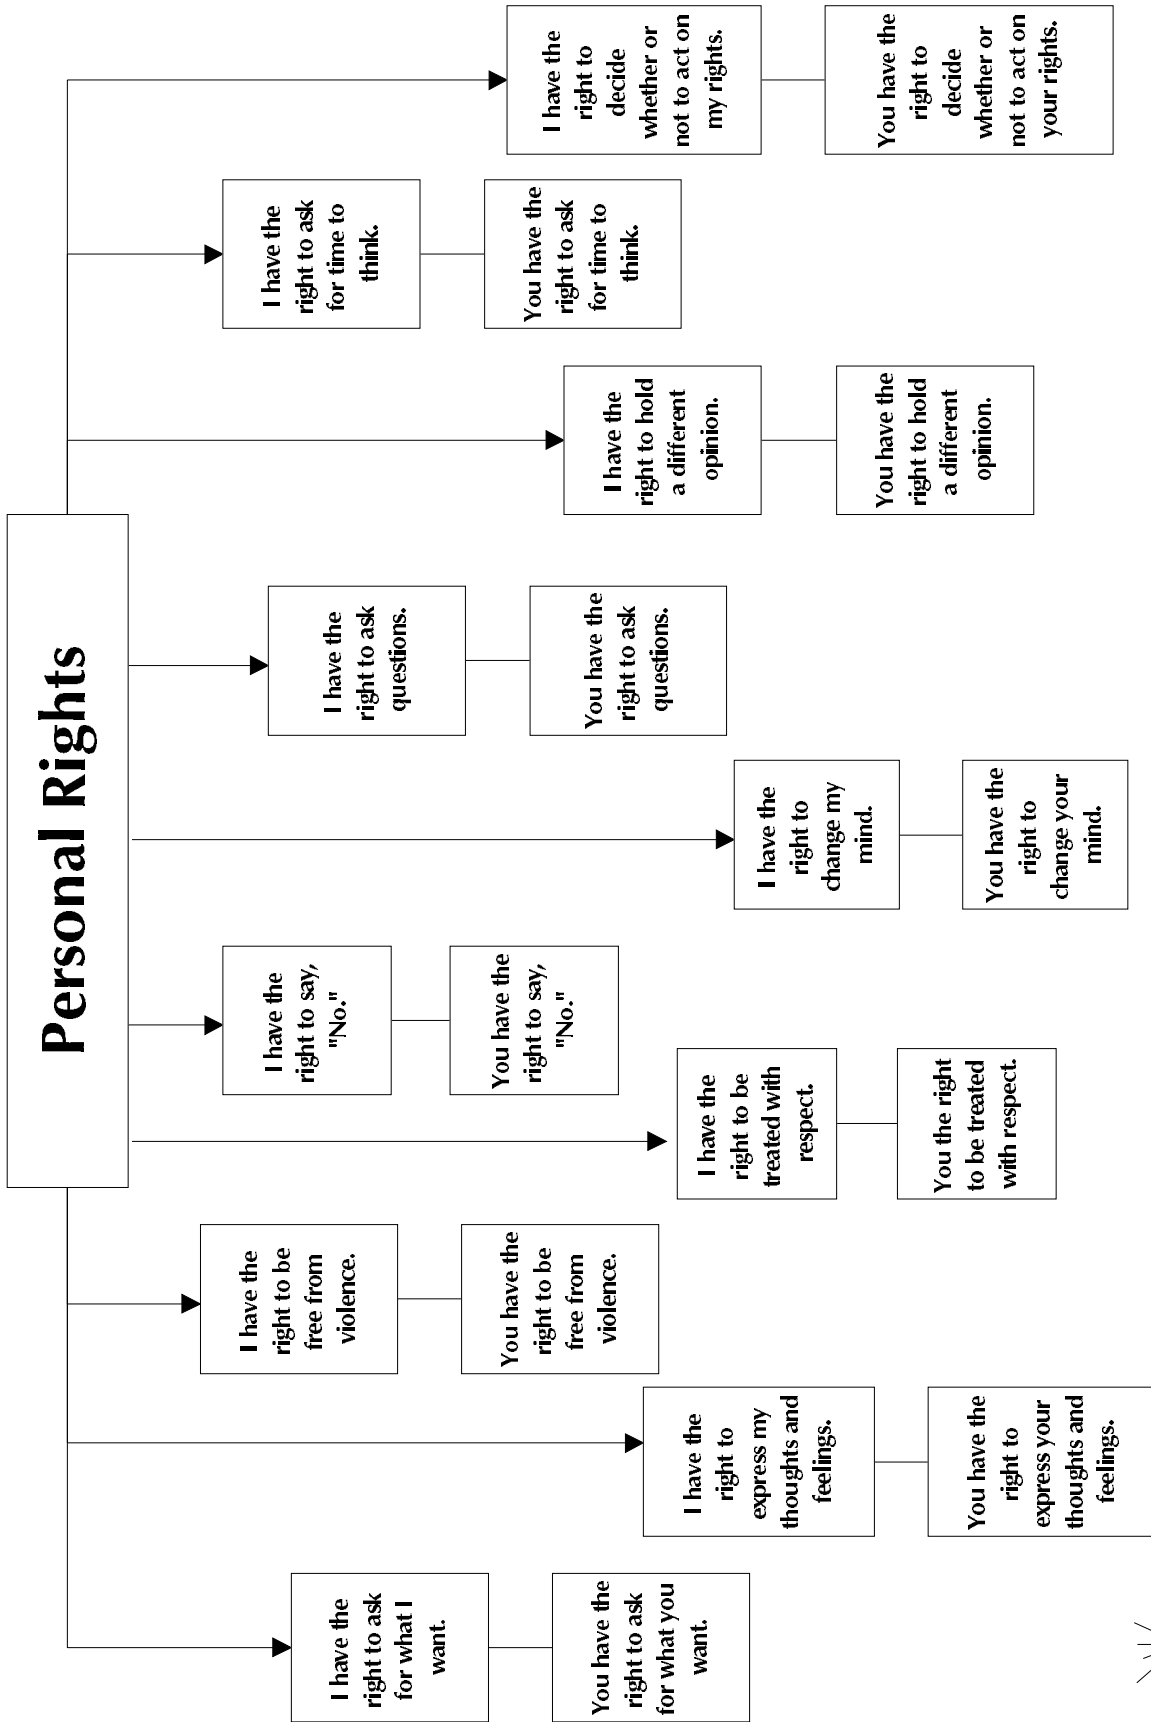 Personal Rights
I have the
right to ask
for what I
want.
You have the
right to ask
for what you
want.
I have the
right to
express my
thoughts and
feelings.
You have the
right to
express your
thoughts and
feelings.
I have the
right to be
free from
violence.
You have the
right to be
free from
violence.
I have the
right to be
treated with
respect.
You the right
to be treated
with respect.
I have the
right to say,
"No."
You have the
right to say,
"No."
I have the
right to
change my
mind.
You have the
right to
change your
mind.
I have the
right to ask
questions.
You have the
right to ask
questions.
I have the
right to hold
a different
opinion.
You have the
right to hold
a different
opinion.
I have the
right to ask
for time to
think.
You have the
right to ask
for time to
think.
I have the
right to
decide
whether or
not to act on
my rights.
You have the
right to
decide
whether or
not to act on
your rights.